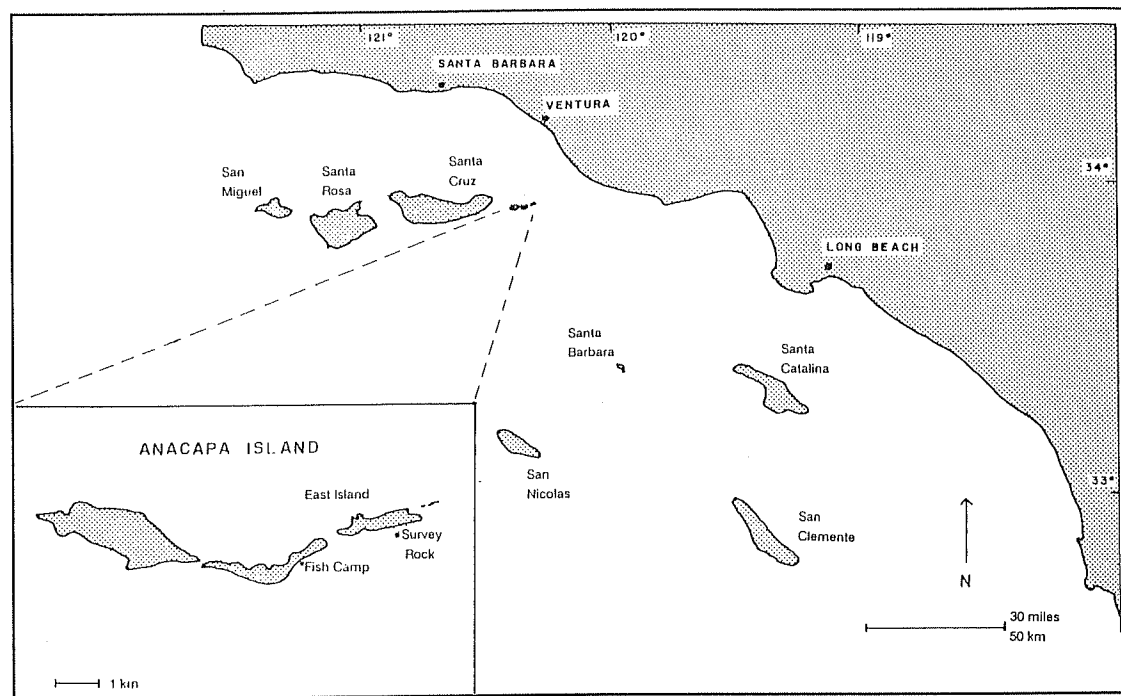 121° 120° 119°
SANTA BARBARA
VENTURA
34°
San
Miguel
Santa
Rosa
Santa
Cruz
LONG BEACH
Santa
Barbara
Santa
Catalina
ANACAPA ISLAND
33°
San
Nicolas
East Island
San
Clemente
Survey
Rock
Fish Camp
N
30 miles
50 km
1 km